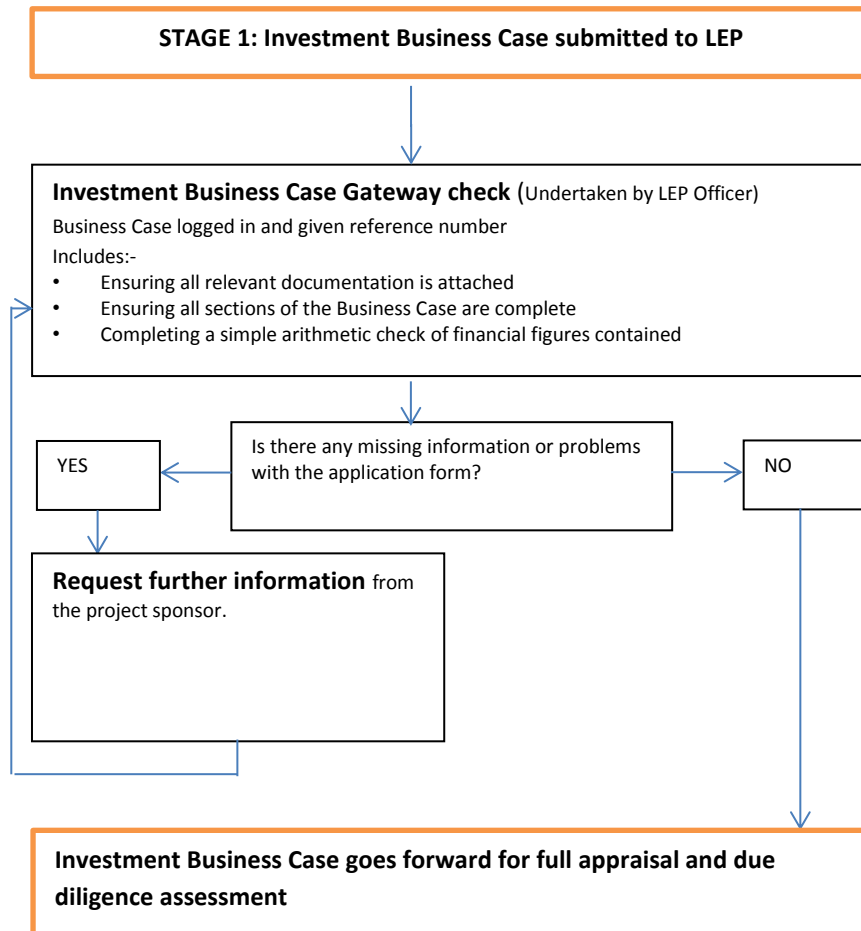 STAGE 1: Investment Business Case submitted to LEP
Investment Business Case Gateway check (Undertaken by LEP Officer)
Business Case logged in and given reference number
Includes:-
• Ensuring all relevant documentation is attached
• Ensuring all sections of the Business Case are complete
• Completing a simple arithmetic check of financial figures contained
Is there any missing information or problems
with the application form?
YES
NO
Request further information from
the project sponsor.
Investment Business Case goes forward for full appraisal and due
diligence assessment